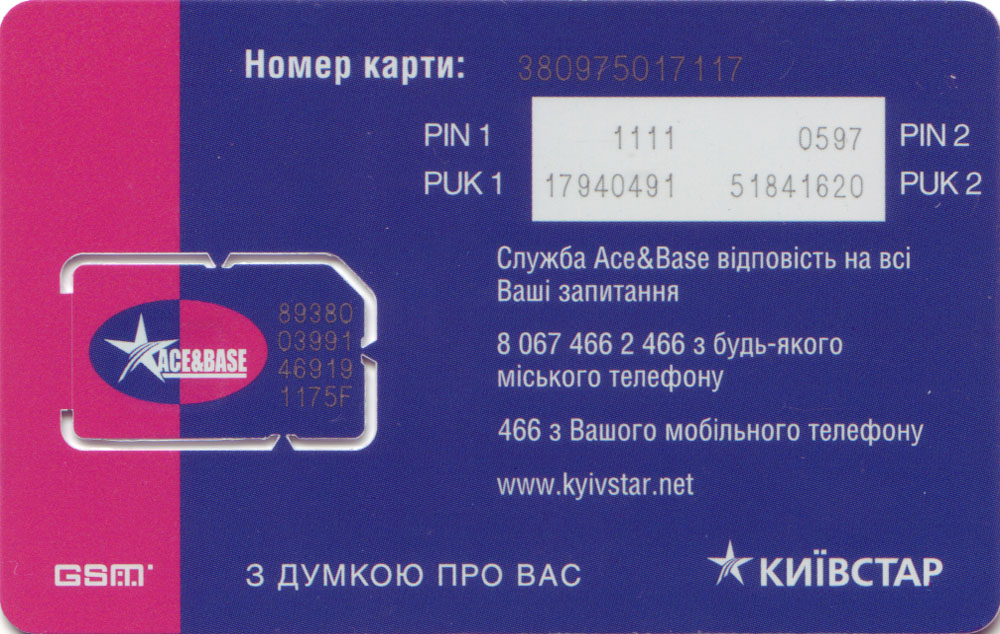 Номер карти: 380975017117
PIN 1 1111 0597 PIN 2
PUK 1 17940491 51841620 PUK 2
Служба Ace&Base відповість на всі
Ваші запитання
8 067 466 2 466 з будь-якого
міського телефону
466 з Вашого мобільного телефону
www.kyivstar.net
ACE&BASE
89380
03991
46919
1175F
GSM
З ДУМКОЮ ПРО ВАС
КИЇВСТАР